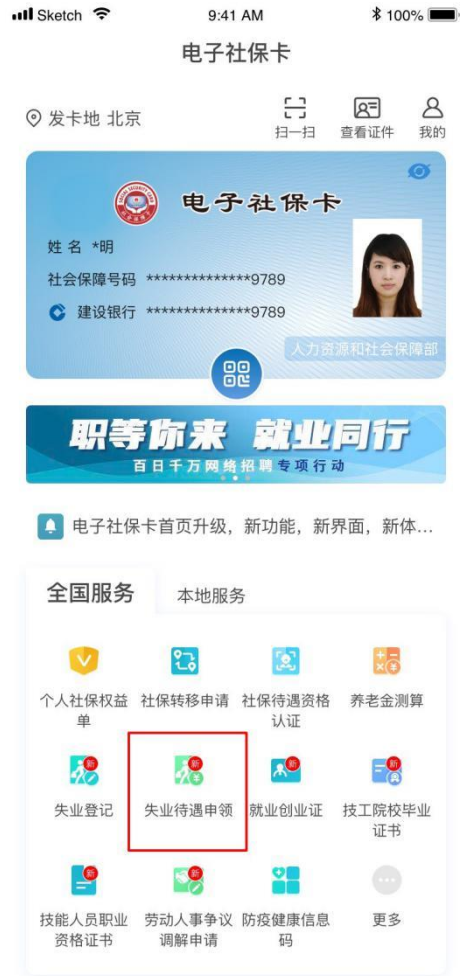 Sketch 9:41 AM 100%
电子社保卡
发卡地 北京
扫一扫 查看证件 我的
电子社保卡
姓 名 *明
社会保障号码 **************9789
建设银行 **************9789
人力资源和社会保障部
职等你来 就业同行
百日千万网络招聘专项行动
电子社保卡首页升级，新功能，新界面，新体...
全国服务 本地服务
个人社保权益单 社保转移申请 社保待遇资格认证 养老金测算
新 新 新 新
失业登记 失业待遇申领 就业创业证 技工院校毕业证书
新 新
技能人员职业资格证书 劳动人事争议调解申请 防疫健康信息码 更多